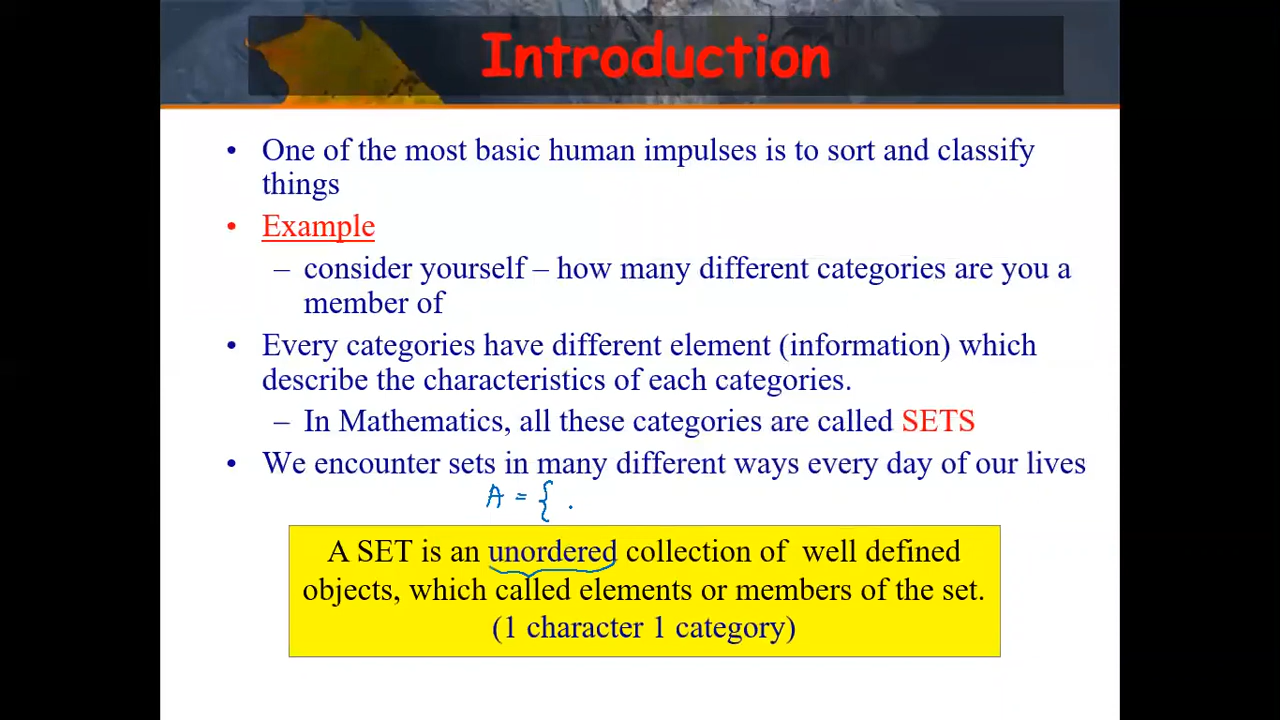 Introduction
• One of the most basic human impulses is to sort and classify
things
• Example
– consider yourself – how many different categories are you a
member of
• Every categories have different element (information) which
describe the characteristics of each categories.
– In Mathematics, all these categories are called SETS
• We encounter sets in many different ways every day of our lives
A = { .
A SET is an unordered collection of well defined
objects, which called elements or members of the set.
(1 character 1 category)